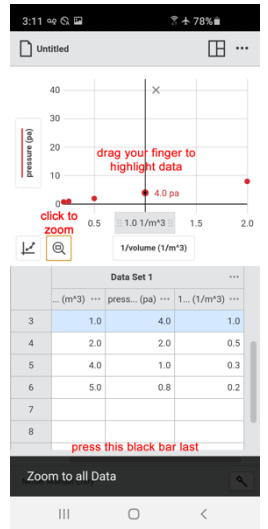 3:11
78%
Untitled
40
30
20
10
0
pressure (pa)
drag your finger to
highlight data
4.0 pa
click to
zoom
0.5
1.0 1/m^3
1.5
2.0
1/volume (1/m^3)
Data Set 1
... (m^3) press... (pa) 1... (1/m^3)
3 1.0 4.0 1.0
4 2.0 2.0 0.5
5 4.0 1.0 0.3
6 5.0 0.8 0.2
7
8
press this black bar last
Zoom to all Data